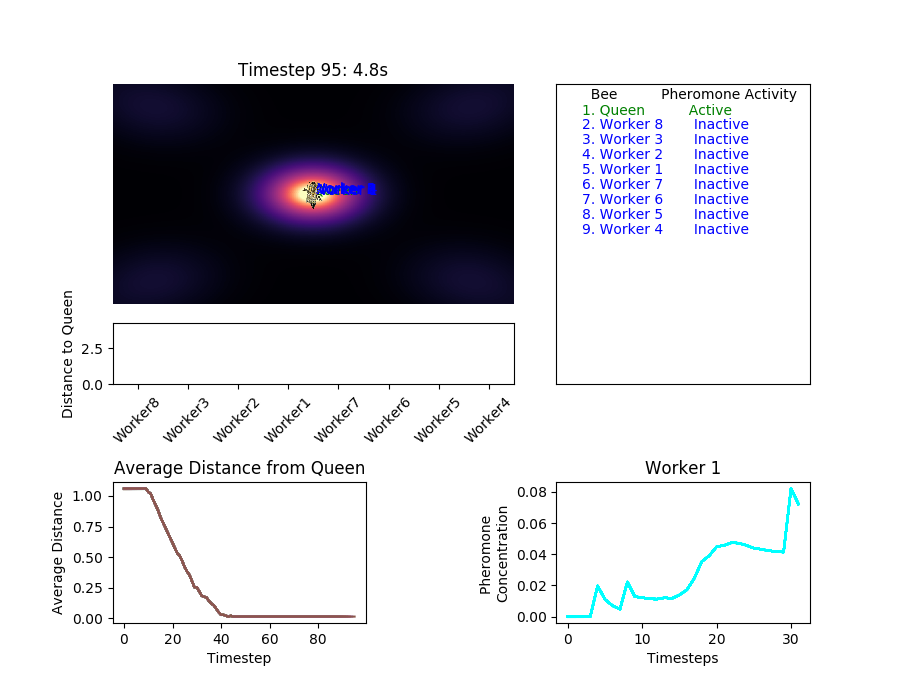 Timestep 95: 4.8s
Bee Pheromone Activity
1. Queen Active
2. Worker 8 Inactive
3. Worker 3 Inactive
4. Worker 2 Inactive
5. Worker 1 Inactive
6. Worker 7 Inactive
7. Worker 6 Inactive
8. Worker 5 Inactive
9. Worker 4 Inactive
Distance to Queen
2.5
0.0
Worker8 Worker3 Worker2 Worker1 Worker7 Worker6 Worker5 Worker4
Average Distance from Queen
Average Distance
1.00
0.75
0.50
0.25
0.00
0 20 40 60 80
Timestep
Worker 1
Pheromone
Concentration
0.08
0.06
0.04
0.02
0.00
0 10 20 30
Timesteps